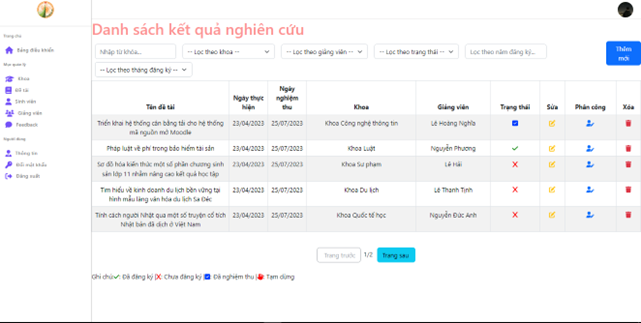 Trang chủ
Bảng điều khiển
Mục quản lý
Khoa
Đề tài
Sinh viên
Giảng viên
Feedback
Người dùng
Thông tin
Đổi mật khẩu
Đăng xuất
Danh sách kết quả nghiên cứu
Nhập từ khóa...
-- Lọc theo khoa --
-- Lọc theo giảng viên --
-- Lọc theo trạng thái --
Lọc theo năm đăng ký...
Thêm mới
-- Lọc theo tháng đăng ký --
Tên đề tài Ngày thực hiện Ngày nghiệm thu Khoa Giảng viên Trạng thái Sửa Phân công Xóa
Triển khai hệ thống cân bằng tải cho hệ thống mã nguồn mở Moodle 23/04/2023 25/07/2023 Khoa Công nghệ thông tin Lê Hoàng Nghĩa
Pháp luật về phí trong bảo hiểm tài sản 23/04/2023 25/07/2023 Khoa Luật Nguyễn Phương
Sơ đồ hóa kiến thức một số phần chương sinh sản lớp 11 nhằm nâng cao kết quả học tập 23/04/2023 25/07/2023 Khoa Sư phạm Lê Hải
Tìm hiểu về kinh doanh du lịch bền vững tại hình mẫu làng văn hóa du lịch Sa Đéc 23/04/2023 25/07/2023 Khoa Du lịch Lê Thanh Tịnh
Tính cách người Nhật qua một số truyện cổ tích Nhật bản đã dịch ở Việt Nam 23/04/2023 25/07/2023 Khoa Quốc tế học Nguyễn Đức Anh
Trang trước 1/2 Trang sau
Ghi chú: Đã đăng ký | Chưa đăng ký | Đã nghiệm thu | Tạm dừng